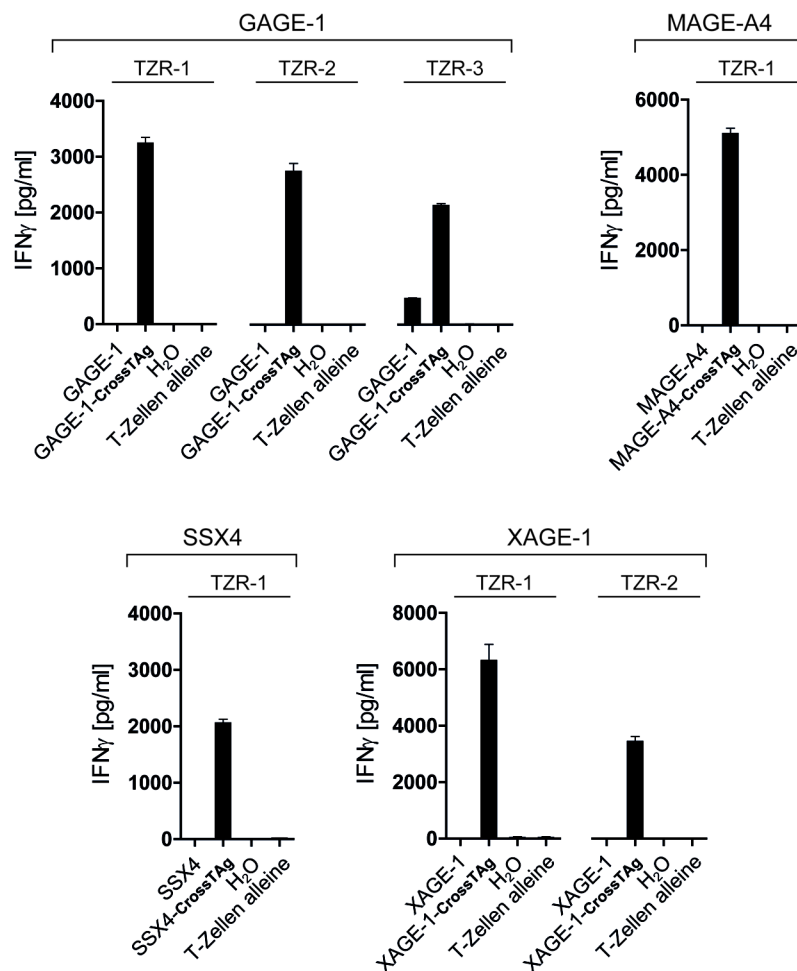 GAGE-1
TZR-1
TZR-2
TZR-3
IFNγ [pg/ml]
4000
3000
2000
1000
0
GAGE-1
GAGE-1-CrossTAg
H₂O
T-Zellen alleine
GAGE-1
GAGE-1-CrossTAg
H₂O
T-Zellen alleine
GAGE-1
GAGE-1-CrossTAg
H₂O
T-Zellen alleine
MAGE-A4
TZR-1
IFNγ [pg/ml]
6000
4000
2000
0
MAGE-A4
MAGE-A4-CrossTAg
H₂O
T-Zellen alleine
SSX4
TZR-1
IFNγ [pg/ml]
4000
3000
2000
1000
0
SSX4
SSX4-CrossTAg
H₂O
T-Zellen alleine
XAGE-1
TZR-1
TZR-2
IFNγ [pg/ml]
8000
6000
4000
2000
0
XAGE-1
XAGE-1-CrossTAg
H₂O
T-Zellen alleine
XAGE-1
XAGE-1-CrossTAg
H₂O
T-Zellen alleine